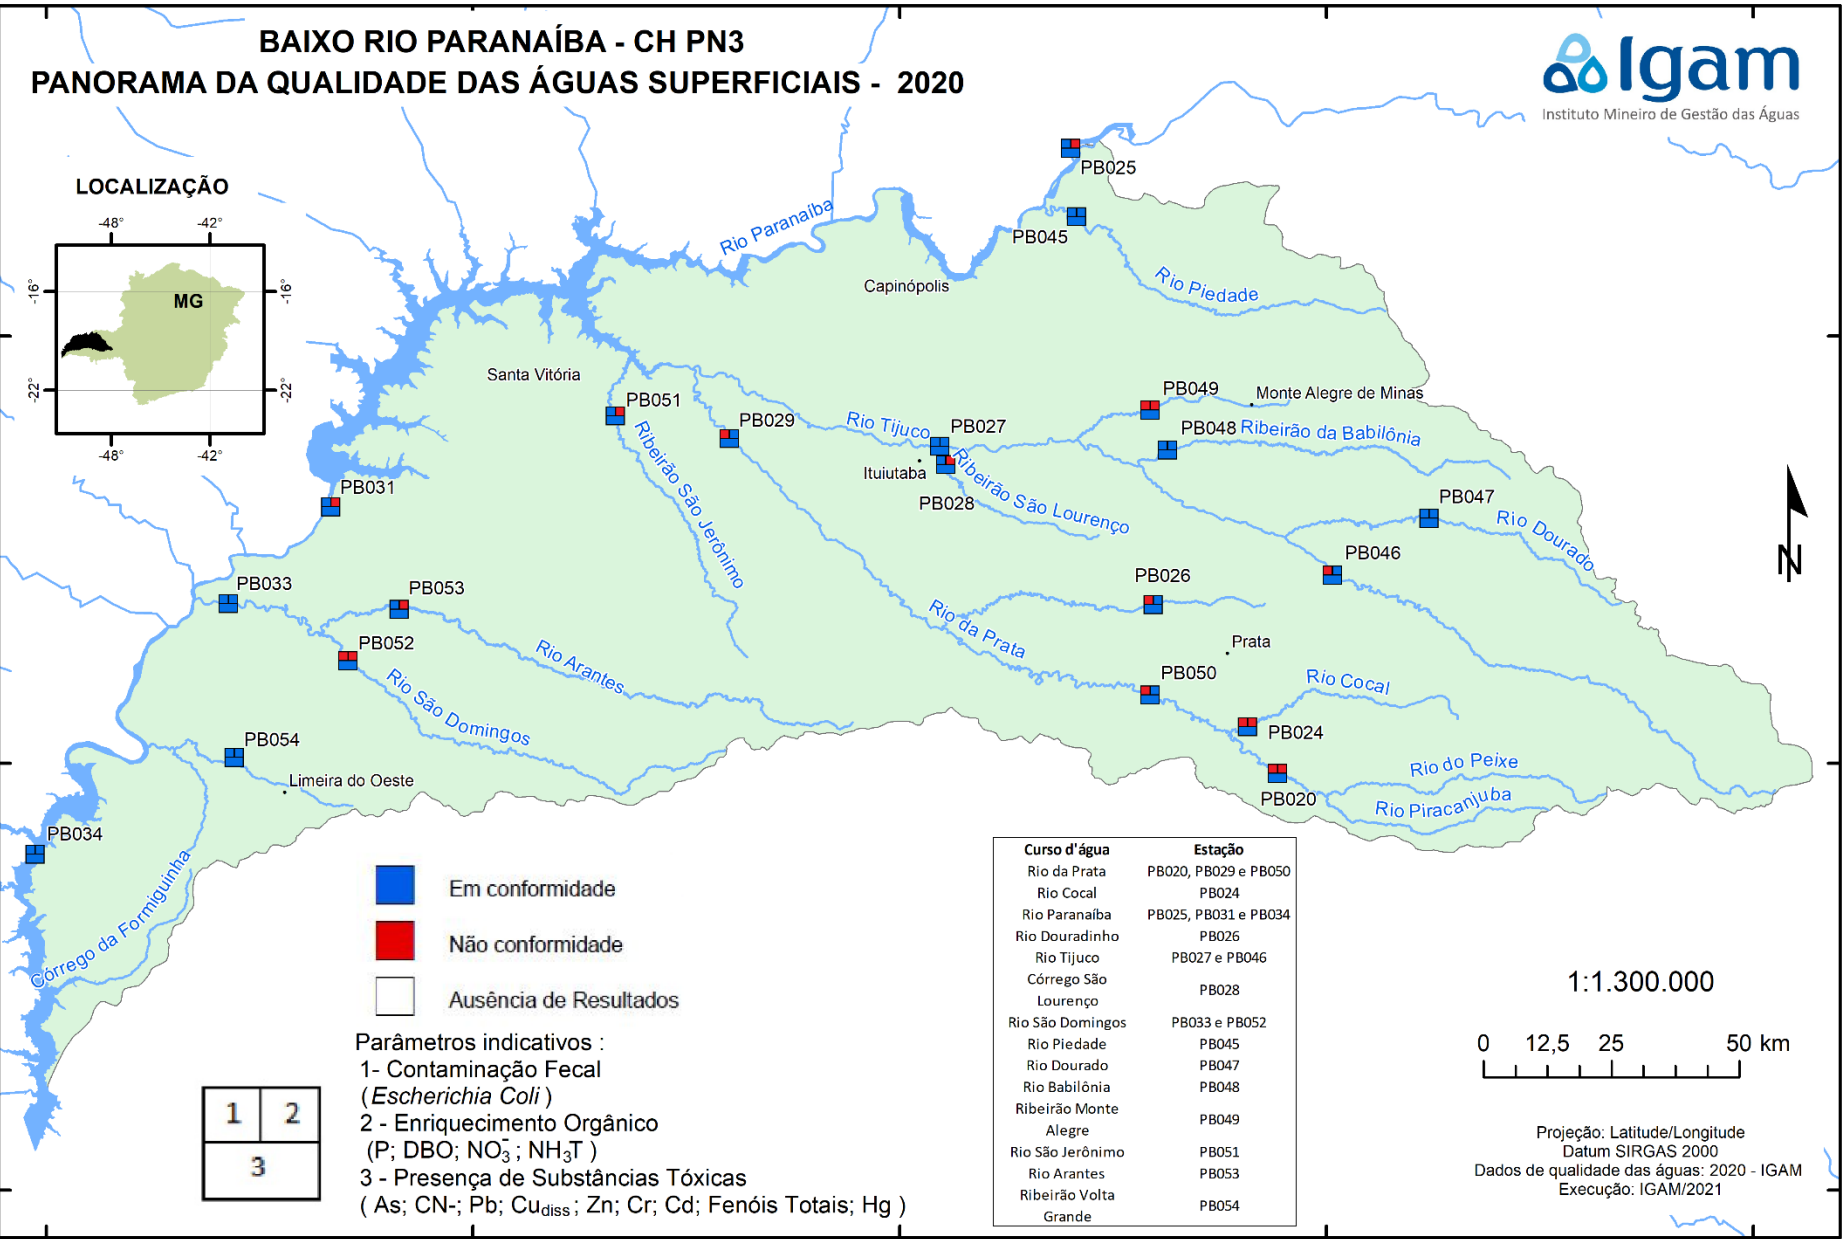 BAIXO RIO PARANAÍBA - CH PN3
PANORAMA DA QUALIDADE DAS ÁGUAS SUPERFICIAIS - 2020
Igam
Instituto Mineiro de Gestão das Águas
LOCALIZAÇÃO
-48°
-42°
-16°
-16°
MG
-22°
-22°
-48°
-42°
PB025
PB045
Rio Paranaíba
Rio Piedade
Capinópolis
Santa Vitória
PB051
PB029
Rio Tijuco
PB027
PB049
Monte Alegre de Minas
PB048
Ribeirão da Babilônia
Ituiutaba
PB028
Ribeirão São Lourenço
Ribeirão São Jerônimo
PB031
PB047
Rio Dourado
PB046
PB026
PB033
PB053
PB052
Rio Arantes
Rio São Domingos
Rio da Prata
Prata
PB050
Rio Cocal
PB024
PB054
Limeira do Oeste
Rio do Peixe
Rio Piracanjuba
PB020
PB034
Córrego da Formiguinha
N
Em conformidade
Não conformidade
Ausência de Resultados
Parâmetros indicativos :
1- Contaminação Fecal
(Escherichia Coli )
2 - Enriquecimento Orgânico
(P; DBO; NO₃⁻; NH₃T )
3 - Presença de Substâncias Tóxicas
( As; CN-; Pb; Cudiss ; Zn; Cr; Cd; Fenóis Totais; Hg )
1 2
3
Curso d'água Estação
Rio da Prata PB020, PB029 e PB050
Rio Cocal PB024
Rio Paranaíba PB025, PB031 e PB034
Rio Douradinho PB026
Rio Tijuco PB027 e PB046
Córrego São
Lourenço PB028
Rio São Domingos PB033 e PB052
Rio Piedade PB045
Rio Dourado PB047
Rio Babilônia PB048
Ribeirão Monte
Alegre PB049
Rio São Jerônimo PB051
Rio Arantes PB053
Ribeirão Volta
Grande PB054
1:1.300.000
0 12,5 25 50 km
Projeção: Latitude/Longitude
Datum SIRGAS 2000
Dados de qualidade das águas: 2020 - IGAM
Execução: IGAM/2021